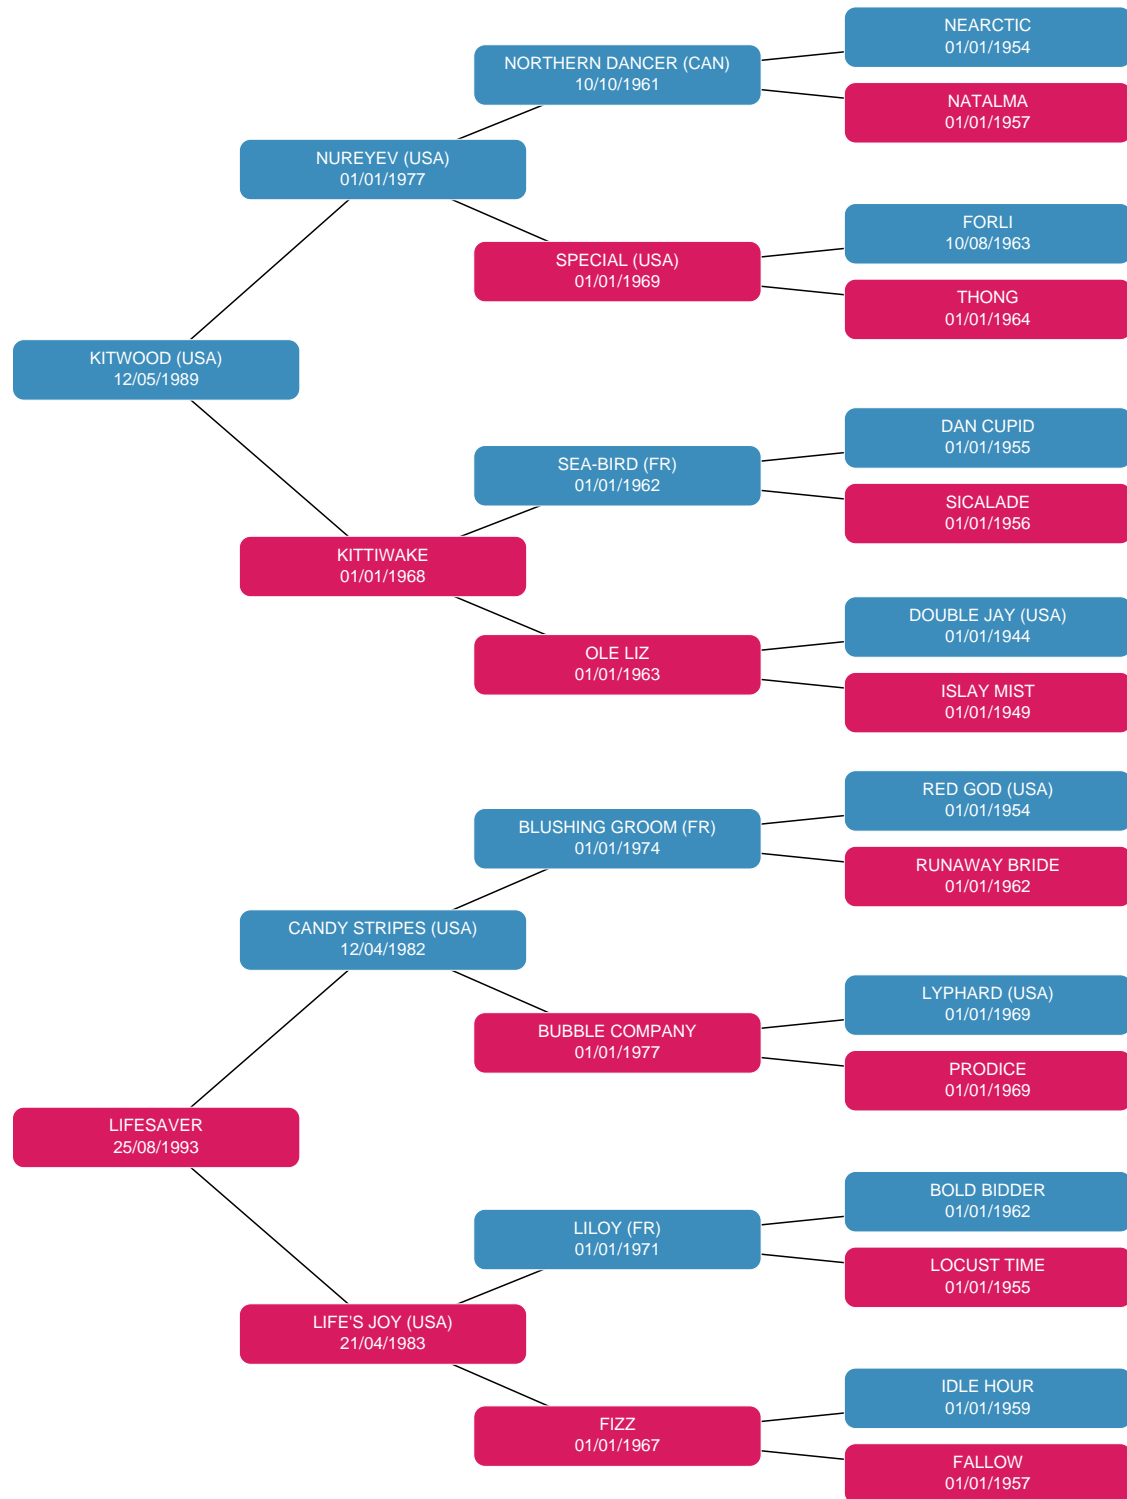 NEARCTIC
01/01/1954
NORTHERN DANCER (CAN)
10/10/1961
NATALMA
01/01/1957
NUREYEV (USA)
01/01/1977
FORLI
10/08/1963
SPECIAL (USA)
01/01/1969
THONG
01/01/1964
KITWOOD (USA)
12/05/1989
DAN CUPID
01/01/1955
SEA-BIRD (FR)
01/01/1962
SICALADE
01/01/1956
KITTIWAKE
01/01/1968
DOUBLE JAY (USA)
01/01/1944
OLE LIZ
01/01/1963
ISLAY MIST
01/01/1949
RED GOD (USA)
01/01/1954
BLUSHING GROOM (FR)
01/01/1974
RUNAWAY BRIDE
01/01/1962
CANDY STRIPES (USA)
12/04/1982
LYPHARD (USA)
01/01/1969
BUBBLE COMPANY
01/01/1977
PRODICE
01/01/1969
LIFESAVER
25/08/1993
BOLD BIDDER
01/01/1962
LILOY (FR)
01/01/1971
LOCUST TIME
01/01/1955
LIFE'S JOY (USA)
21/04/1983
IDLE HOUR
01/01/1959
FIZZ
01/01/1967
FALLOW
01/01/1957